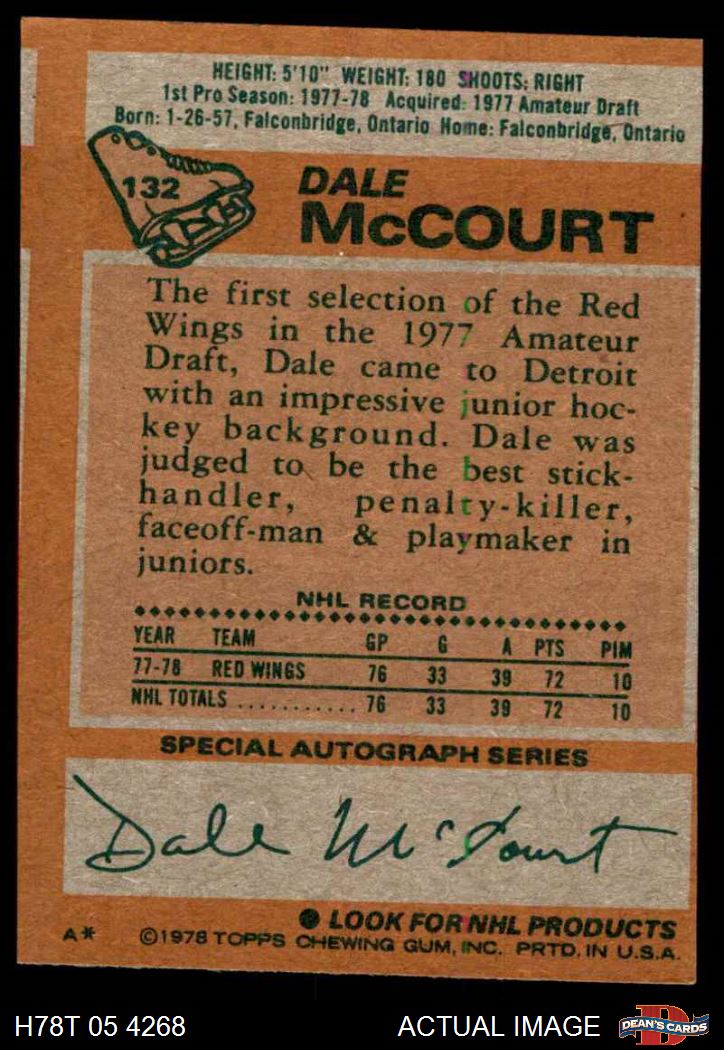 HEIGHT: 5'10" WEIGHT: 180 SHOOTS: RIGHT
1st Pro Season: 1977-78 Acquired: 1977 Amateur Draft
Born: 1-26-57, Falconbridge, Ontario Home: Falconbridge, Ontario
132
DALE
McCOURT
The first selection of the Red
Wings in the 1977 Amateur
Draft, Dale came to Detroit
with an impressive junior hoc-
key background. Dale was
judged to be the best stick-
handler, penalty-killer,
faceoff-man & playmaker in
juniors.
NHL RECORD
YEAR TEAM GP G A PTS PIM
77-78 RED WINGS 76 33 39 72 10
NHL TOTALS ........... 76 33 39 72 10
SPECIAL AUTOGRAPH SERIES
Dale McCourt
● LOOK FOR NHL PRODUCTS
A* ©1978 TOPPS CHEWING GUM, INC. PRTD. IN U.S.A.
H78T 05 4268 ACTUAL IMAGE D DEAN'S CARDS